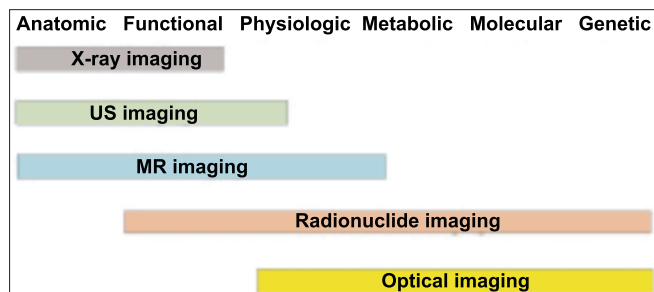 Anatomic Functional Physiologic Metabolic Molecular Genetic
X-ray imaging
US imaging
MR imaging
Radionuclide imaging
Optical imaging